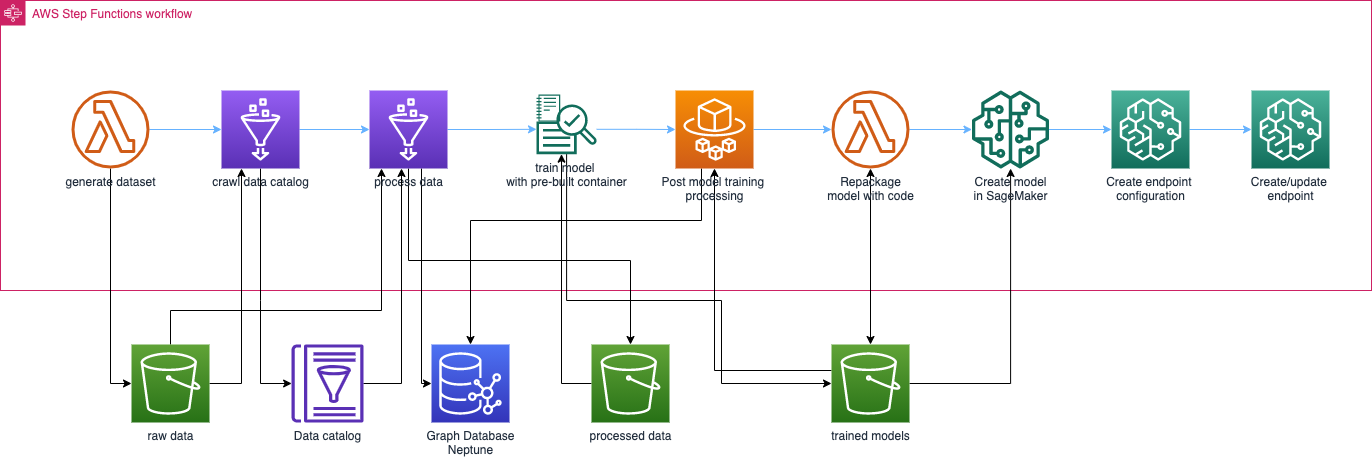 AWS Step Functions workflow
generate dataset
crawl data catalog
process data
train model
with pre-built container
Post model training
processing
Repackage
model with code
Create model
in SageMaker
Create endpoint
configuration
Create/update
endpoint
raw data
Data catalog
Graph Database
Neptune
processed data
trained models